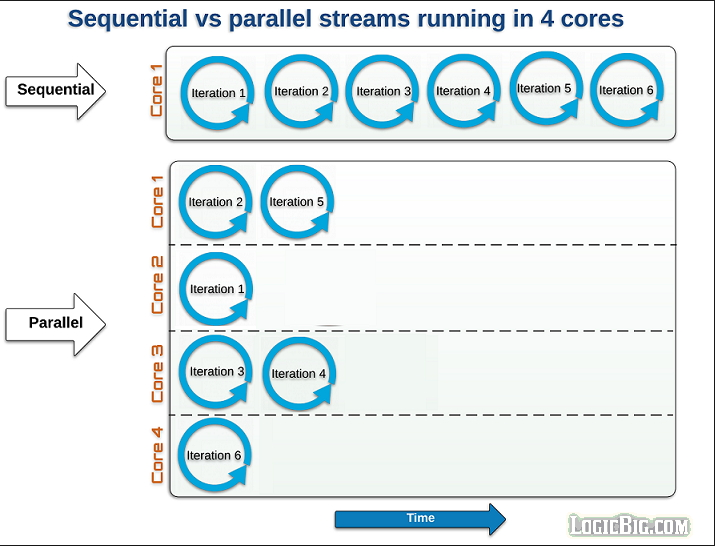 Sequential vs parallel streams running in 4 cores
Sequential
Core 1
Iteration 1
Iteration 2
Iteration 3
Iteration 4
Iteration 5
Iteration 6
Parallel
Core 1
Iteration 2
Iteration 5
Core 2
Iteration 1
Core 3
Iteration 3
Iteration 4
Core 4
Iteration 6
Time
LogicBig.com